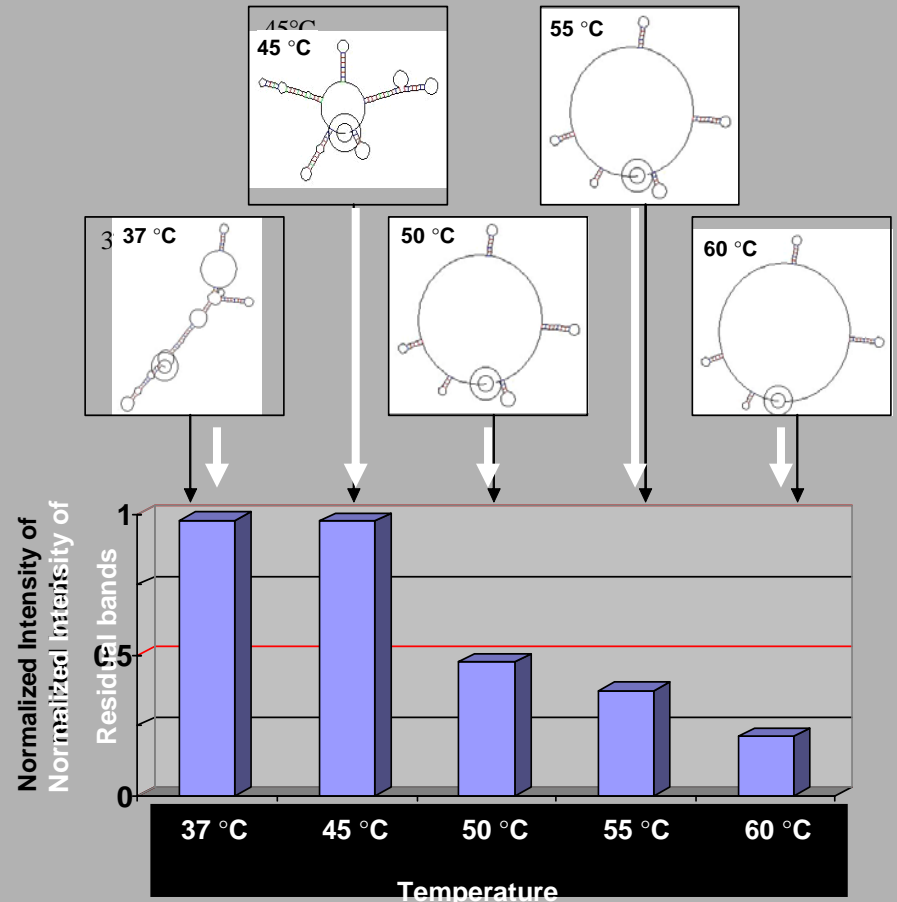 45°C
45 °C
55 °C
3
37 °C
50 °C
60 °C
Normalized Intensity of
Normalized Intensity of
Residual bands
1
0.5
0
37 °C
45 °C
50 °C
55 °C
60 °C
Temperature